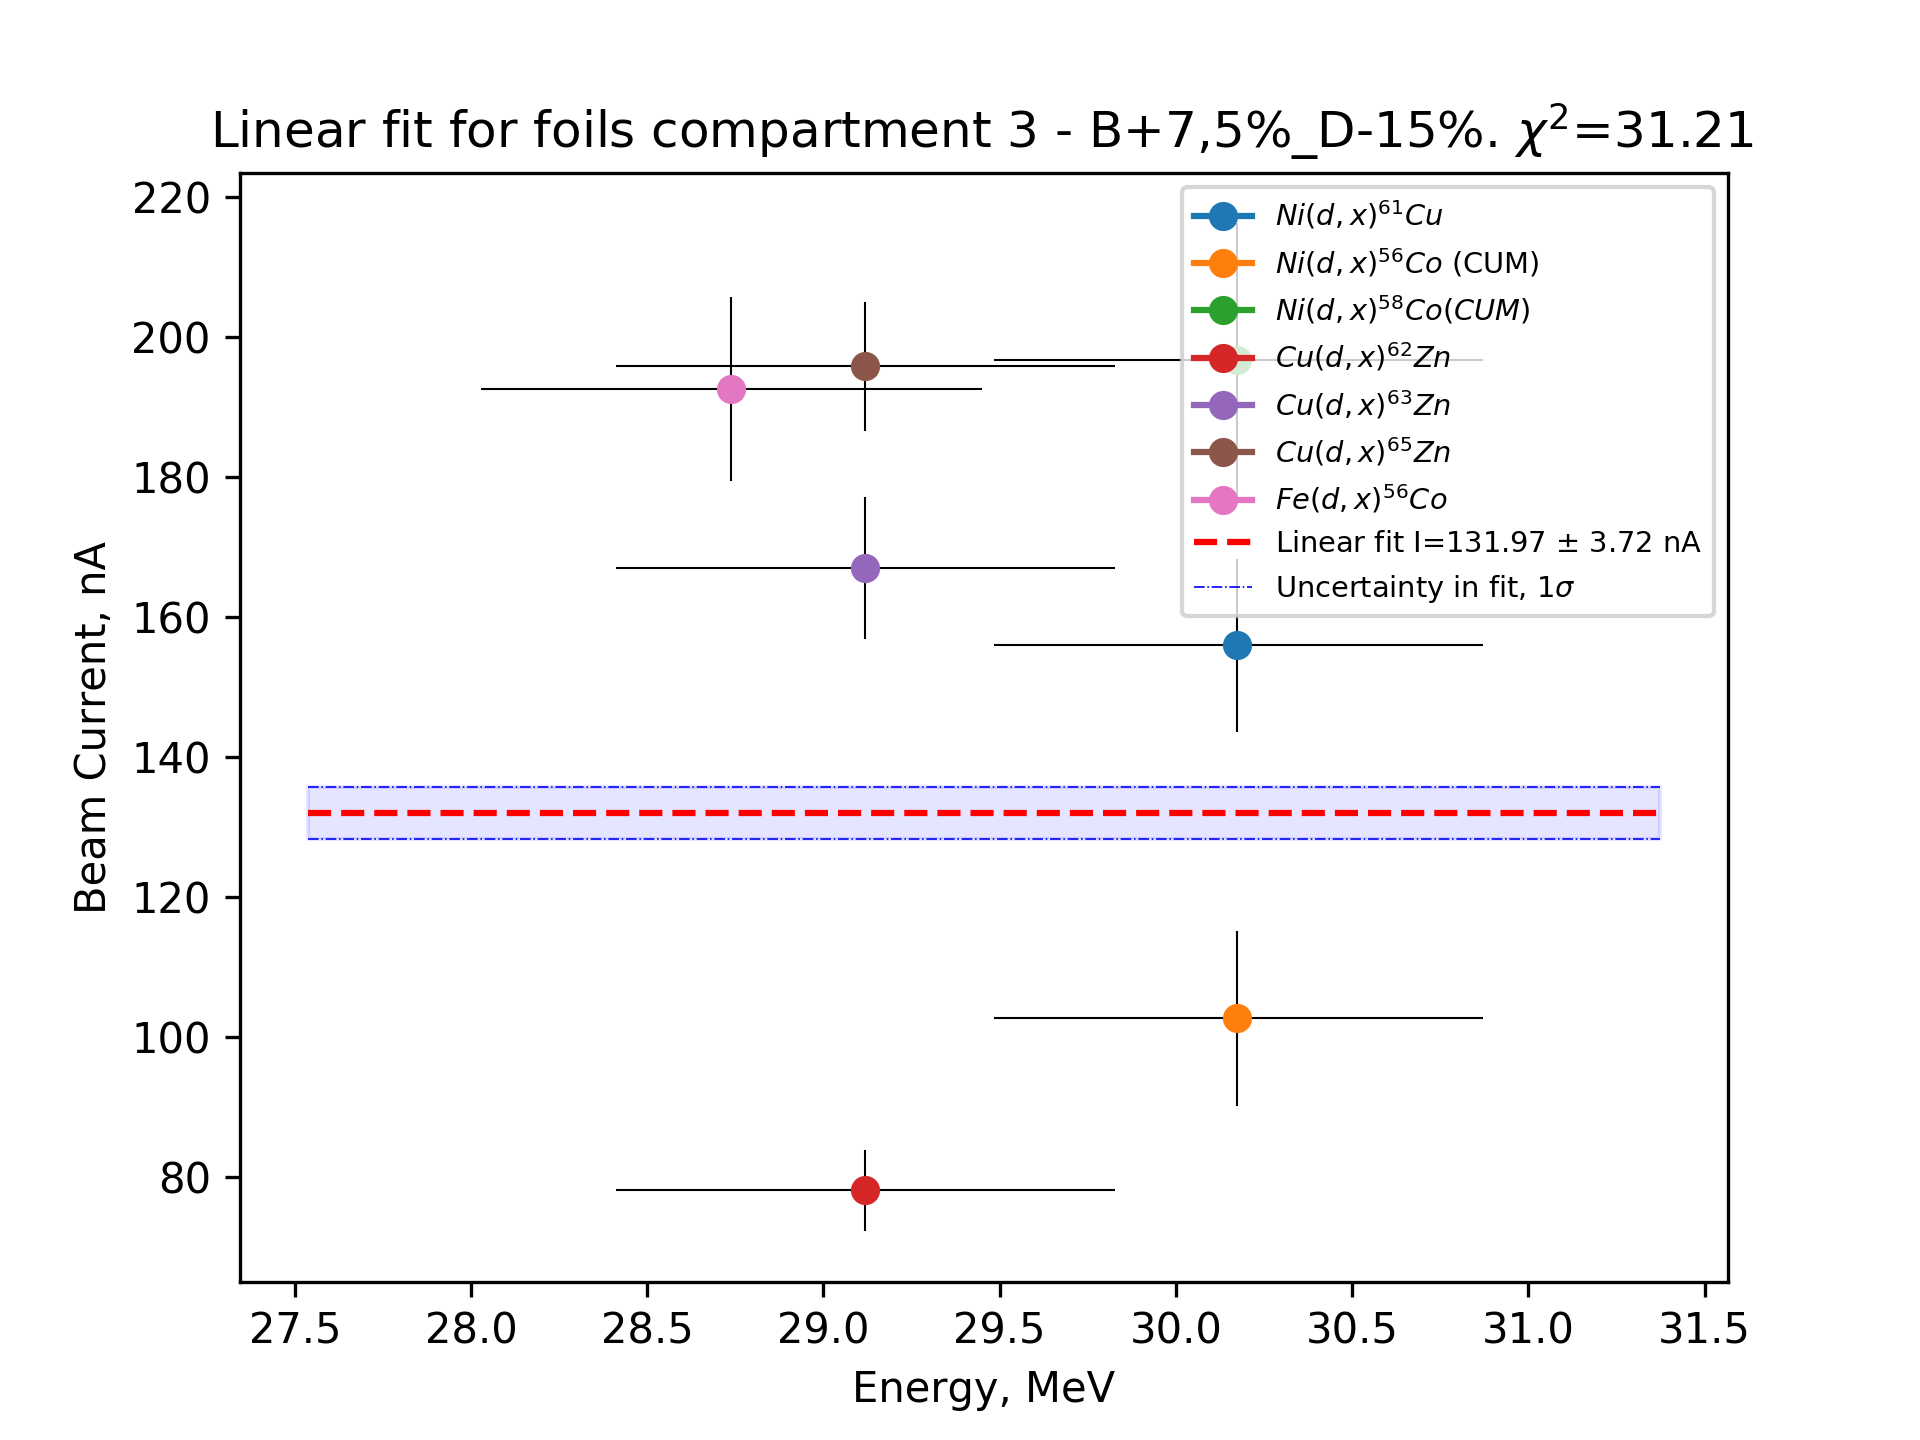 Linear fit for foils compartment 3 - B+7,5%_D-15%. χ²=31.21
220
200
180
160
140
120
100
80
Beam Current, nA
Ni(d, x)⁶¹Cu
Ni(d, x)⁵⁶Co (CUM)
Ni(d, x)⁵⁸Co(CUM)
Cu(d, x)⁶²Zn
Cu(d, x)⁶³Zn
Cu(d, x)⁶⁵Zn
Fe(d, x)⁵⁶Co
Linear fit I=131.97 ± 3.72 nA
Uncertainty in fit, 1σ
27.5 28.0 28.5 29.0 29.5 30.0 30.5 31.0 31.5
Energy, MeV